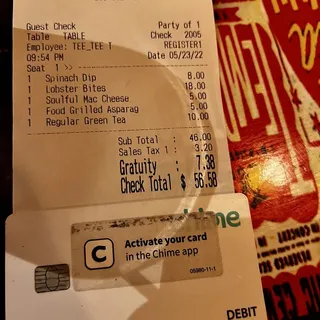 Guest Check Party of 1
Table TABLE Check 2005
Employee: TEE_TEE 1 REGISTER1
09:54 PM Date 05/23/22
Seat 1 >>
1 Spinach Dip 8.00
1 Lobster Bites 18.00
1 Soulful Mac Cheese 5.00
1 Food Grilled Asparag 5.00
1 Regular Green Tea 10.00
Sub Total : 46.00
Sales Tax 1 : 3.20
Gratuity : 7.38
Check Total $ 56.58
chime
C
Activate your card
in the Chime app
DEBIT
IN CONCERT